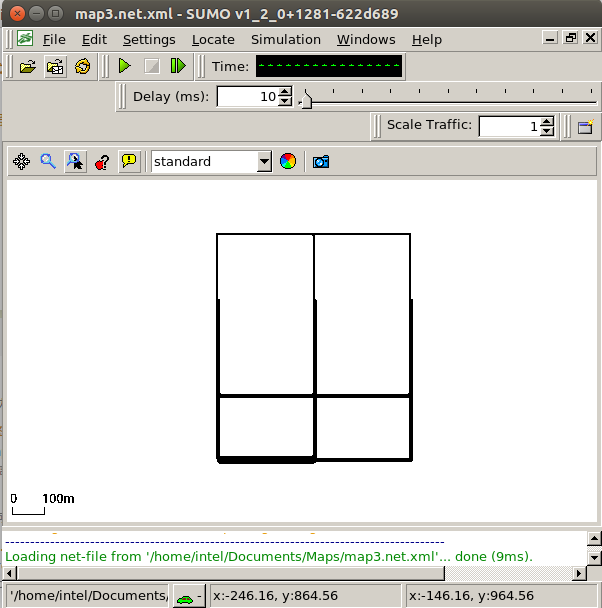 map3.net.xml - SUMO v1_2_0+1281-622d689
File Edit Settings Locate Simulation Windows Help
Time:
Delay (ms): 10
Scale Traffic: 1
standard
0 100m
Loading net-file from '/home/intel/Documents/Maps/map3.net.xml'... done (9ms).
'/home/intel/Documents/ - x:-246.16, y:864.56 x:-146.16, y:964.56